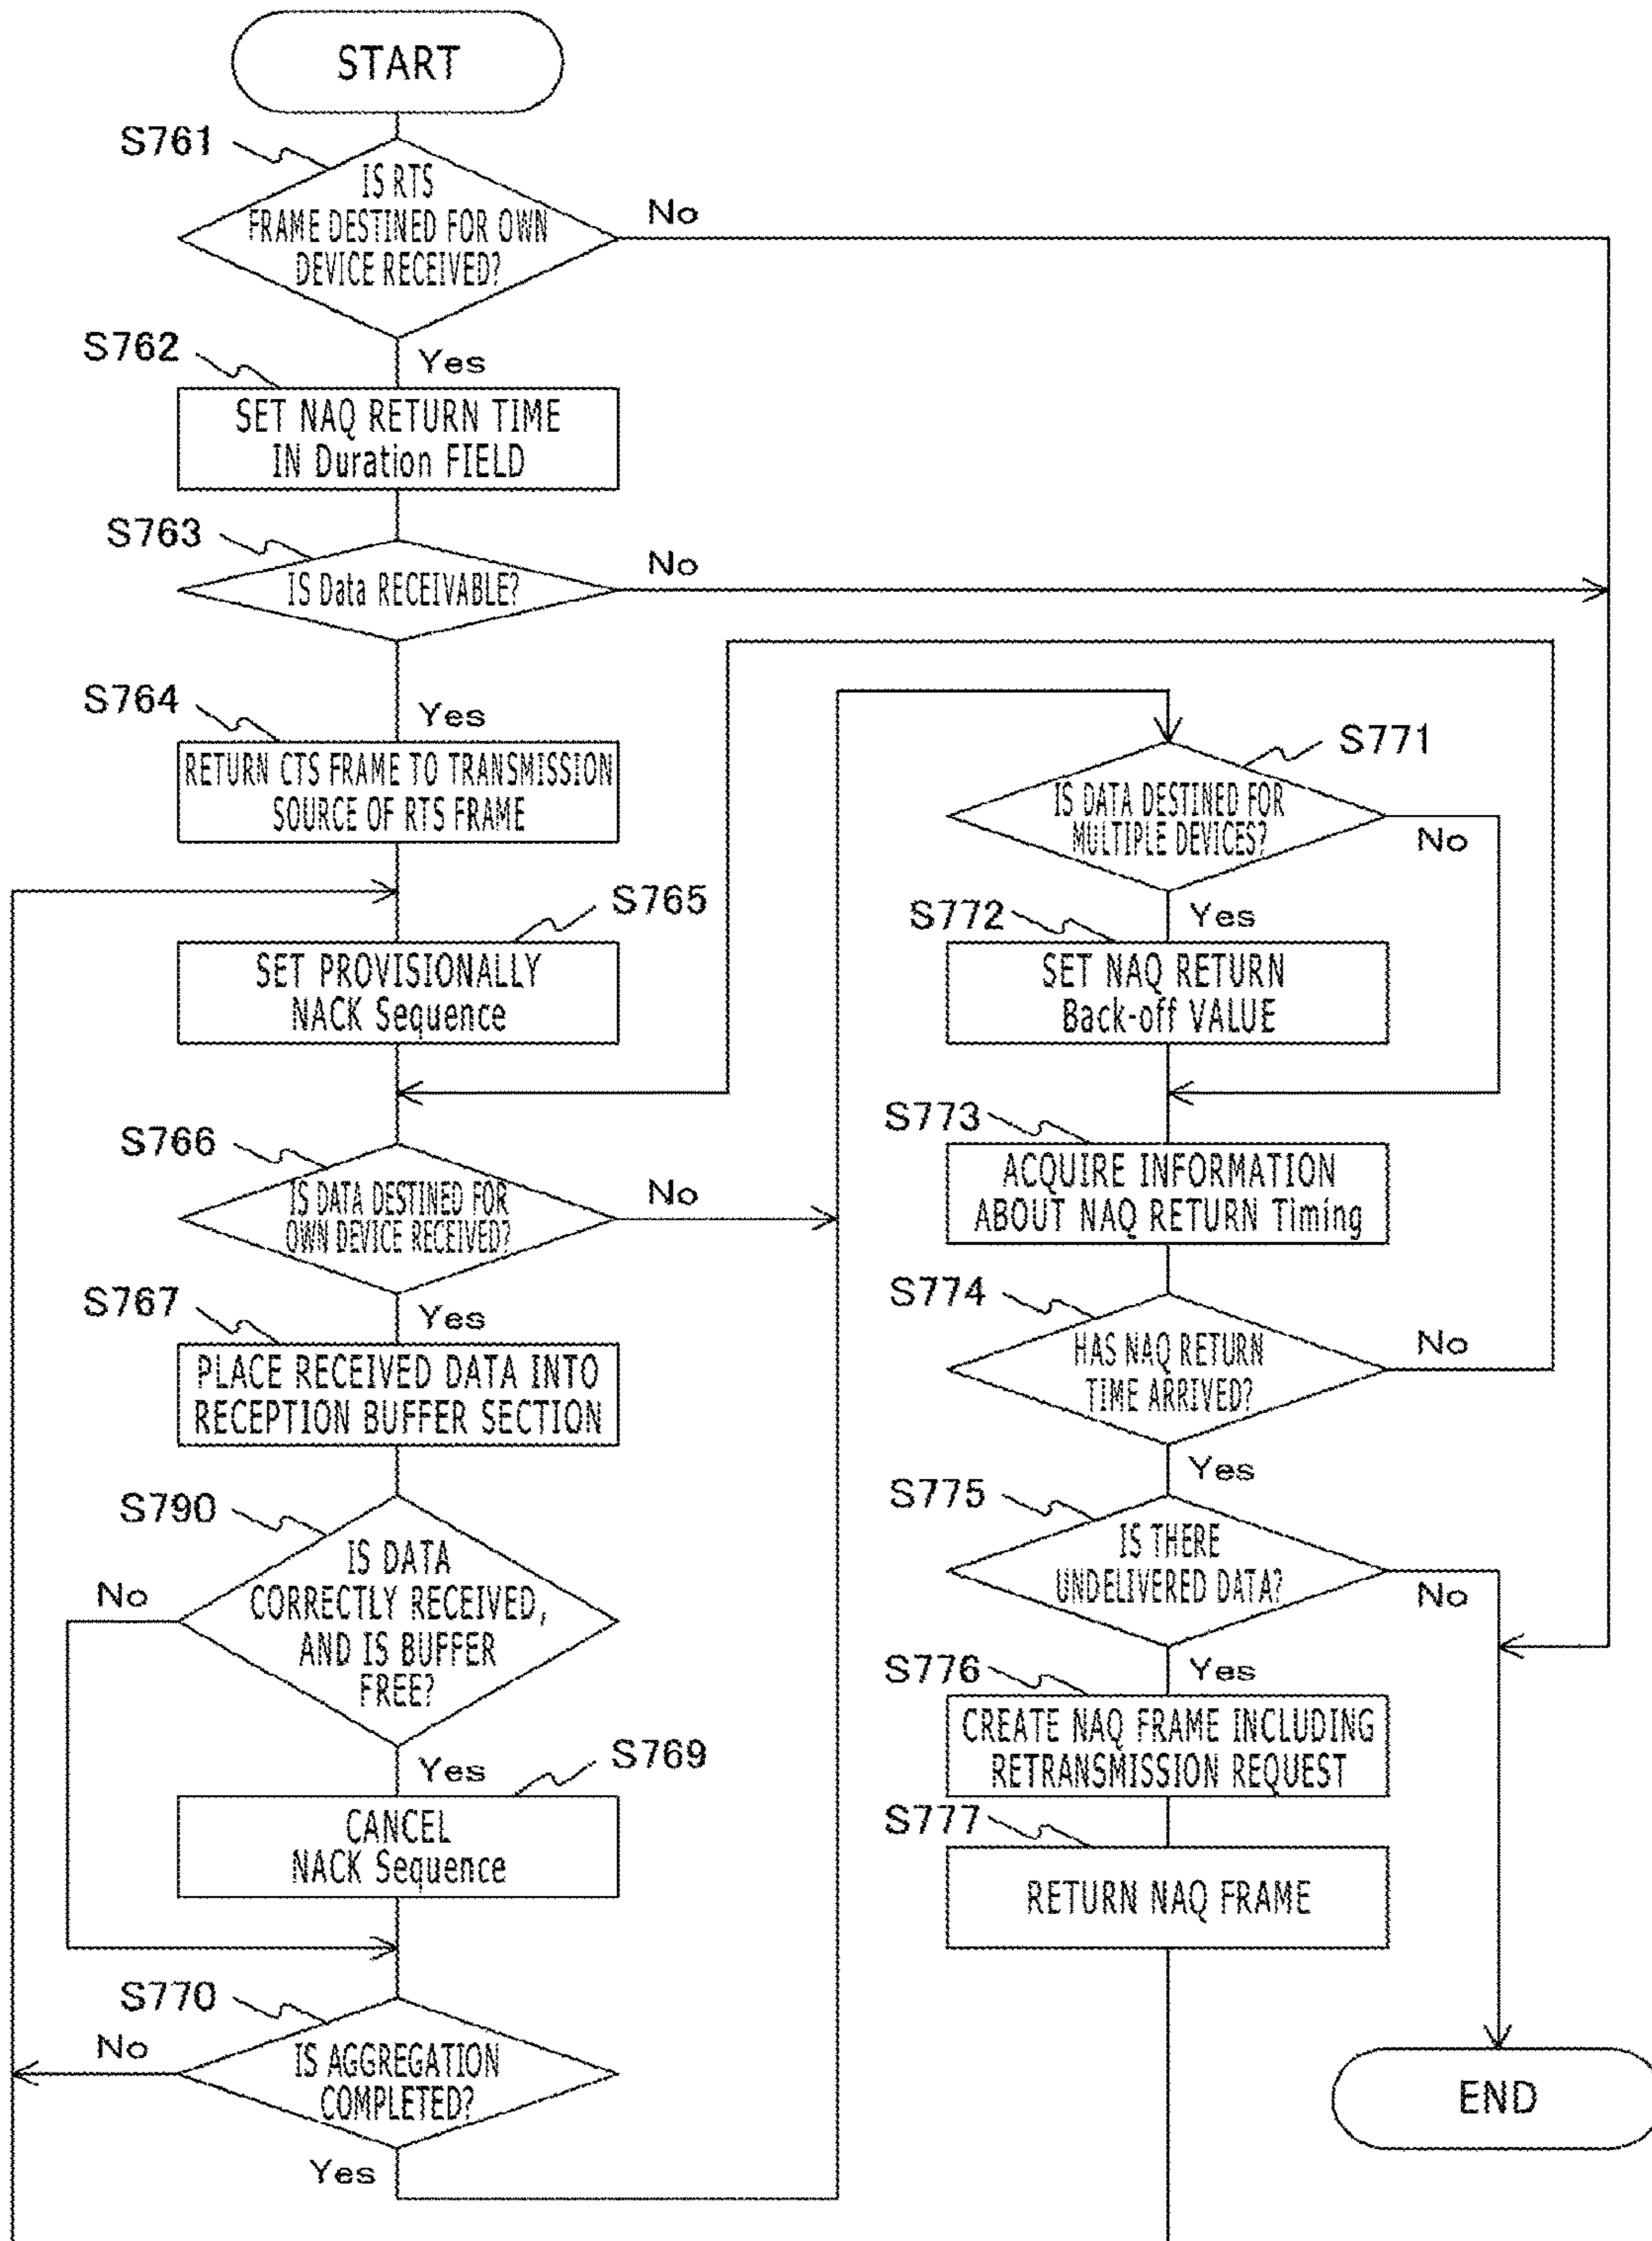 START
S761
IS RTS
FRAME DESTINED FOR OWN
DEVICE RECEIVED?
No
Yes
S762
SET NAQ RETURN TIME
IN Duration FIELD
S763
IS Data RECEIVABLE?
No
Yes
S764
RETURN CTS FRAME TO TRANSMISSION
SOURCE OF RTS FRAME
S765
SET PROVISIONALLY
NACK Sequence
S766
IS DATA DESTINED FOR
OWN DEVICE RECEIVED?
No
Yes
S767
PLACE RECEIVED DATA INTO
RECEPTION BUFFER SECTION
S790
IS DATA
CORRECTLY RECEIVED,
AND IS BUFFER
FREE?
No
Yes
S769
CANCEL
NACK Sequence
S770
IS AGGREGATION
COMPLETED?
No
Yes
S771
IS DATA DESTINED FOR
MULTIPLE DEVICES?
No
Yes
S772
SET NAQ RETURN
Back-off VALUE
S773
ACQUIRE INFORMATION
ABOUT NAQ RETURN Timing
S774
HAS NAQ RETURN
TIME ARRIVED?
No
Yes
S775
IS THERE
UNDELIVERED DATA?
No
Yes
S776
CREATE NAQ FRAME INCLUDING
RETRANSMISSION REQUEST
S777
RETURN NAQ FRAME
END